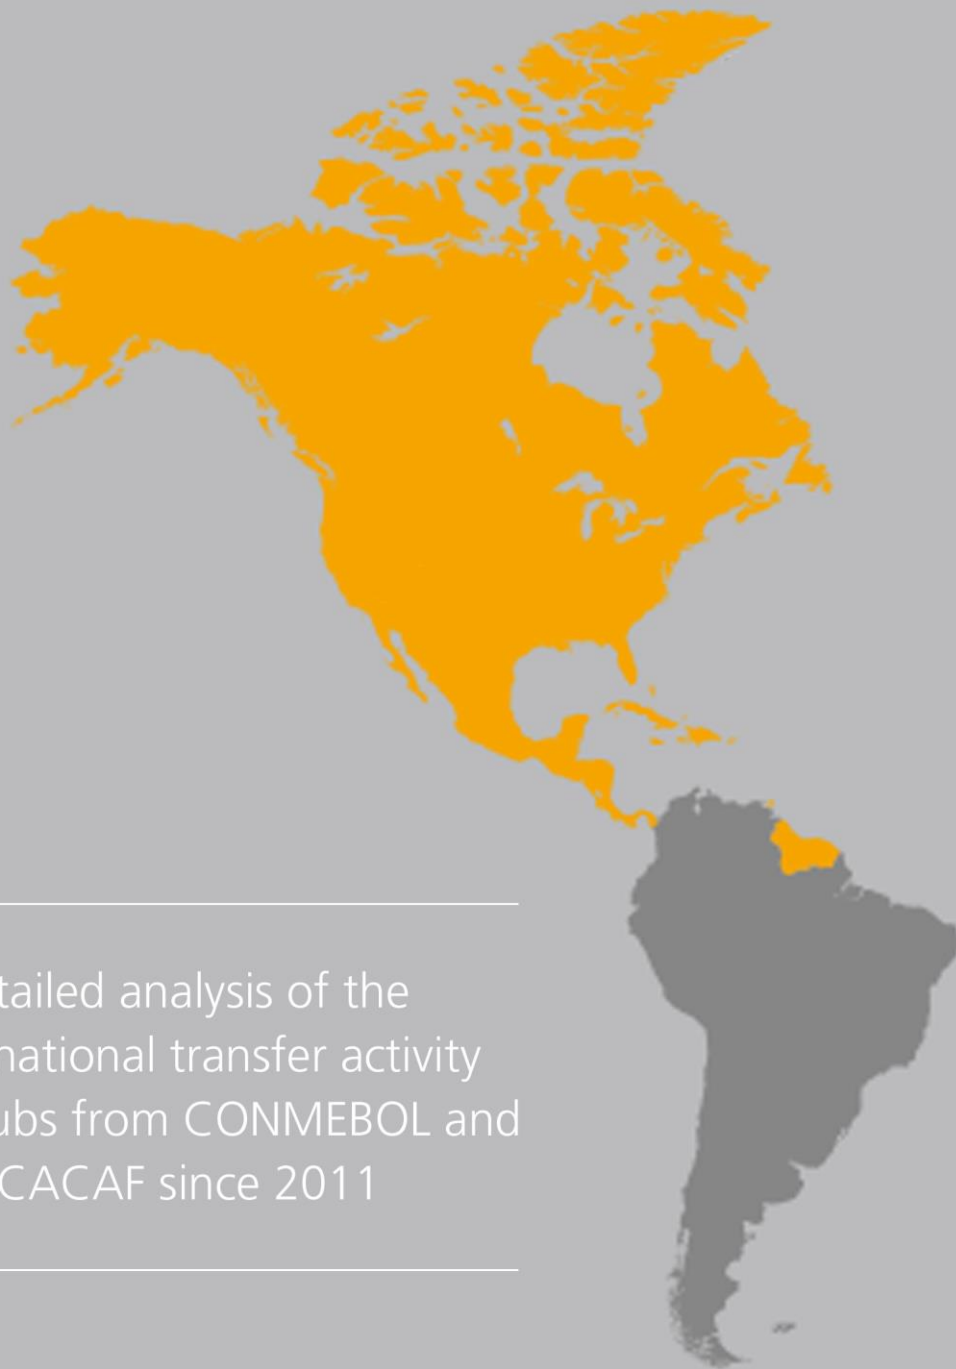 tailed analysis of the
national transfer activity
ubs from CONMEBOL and
CACAF since 2011